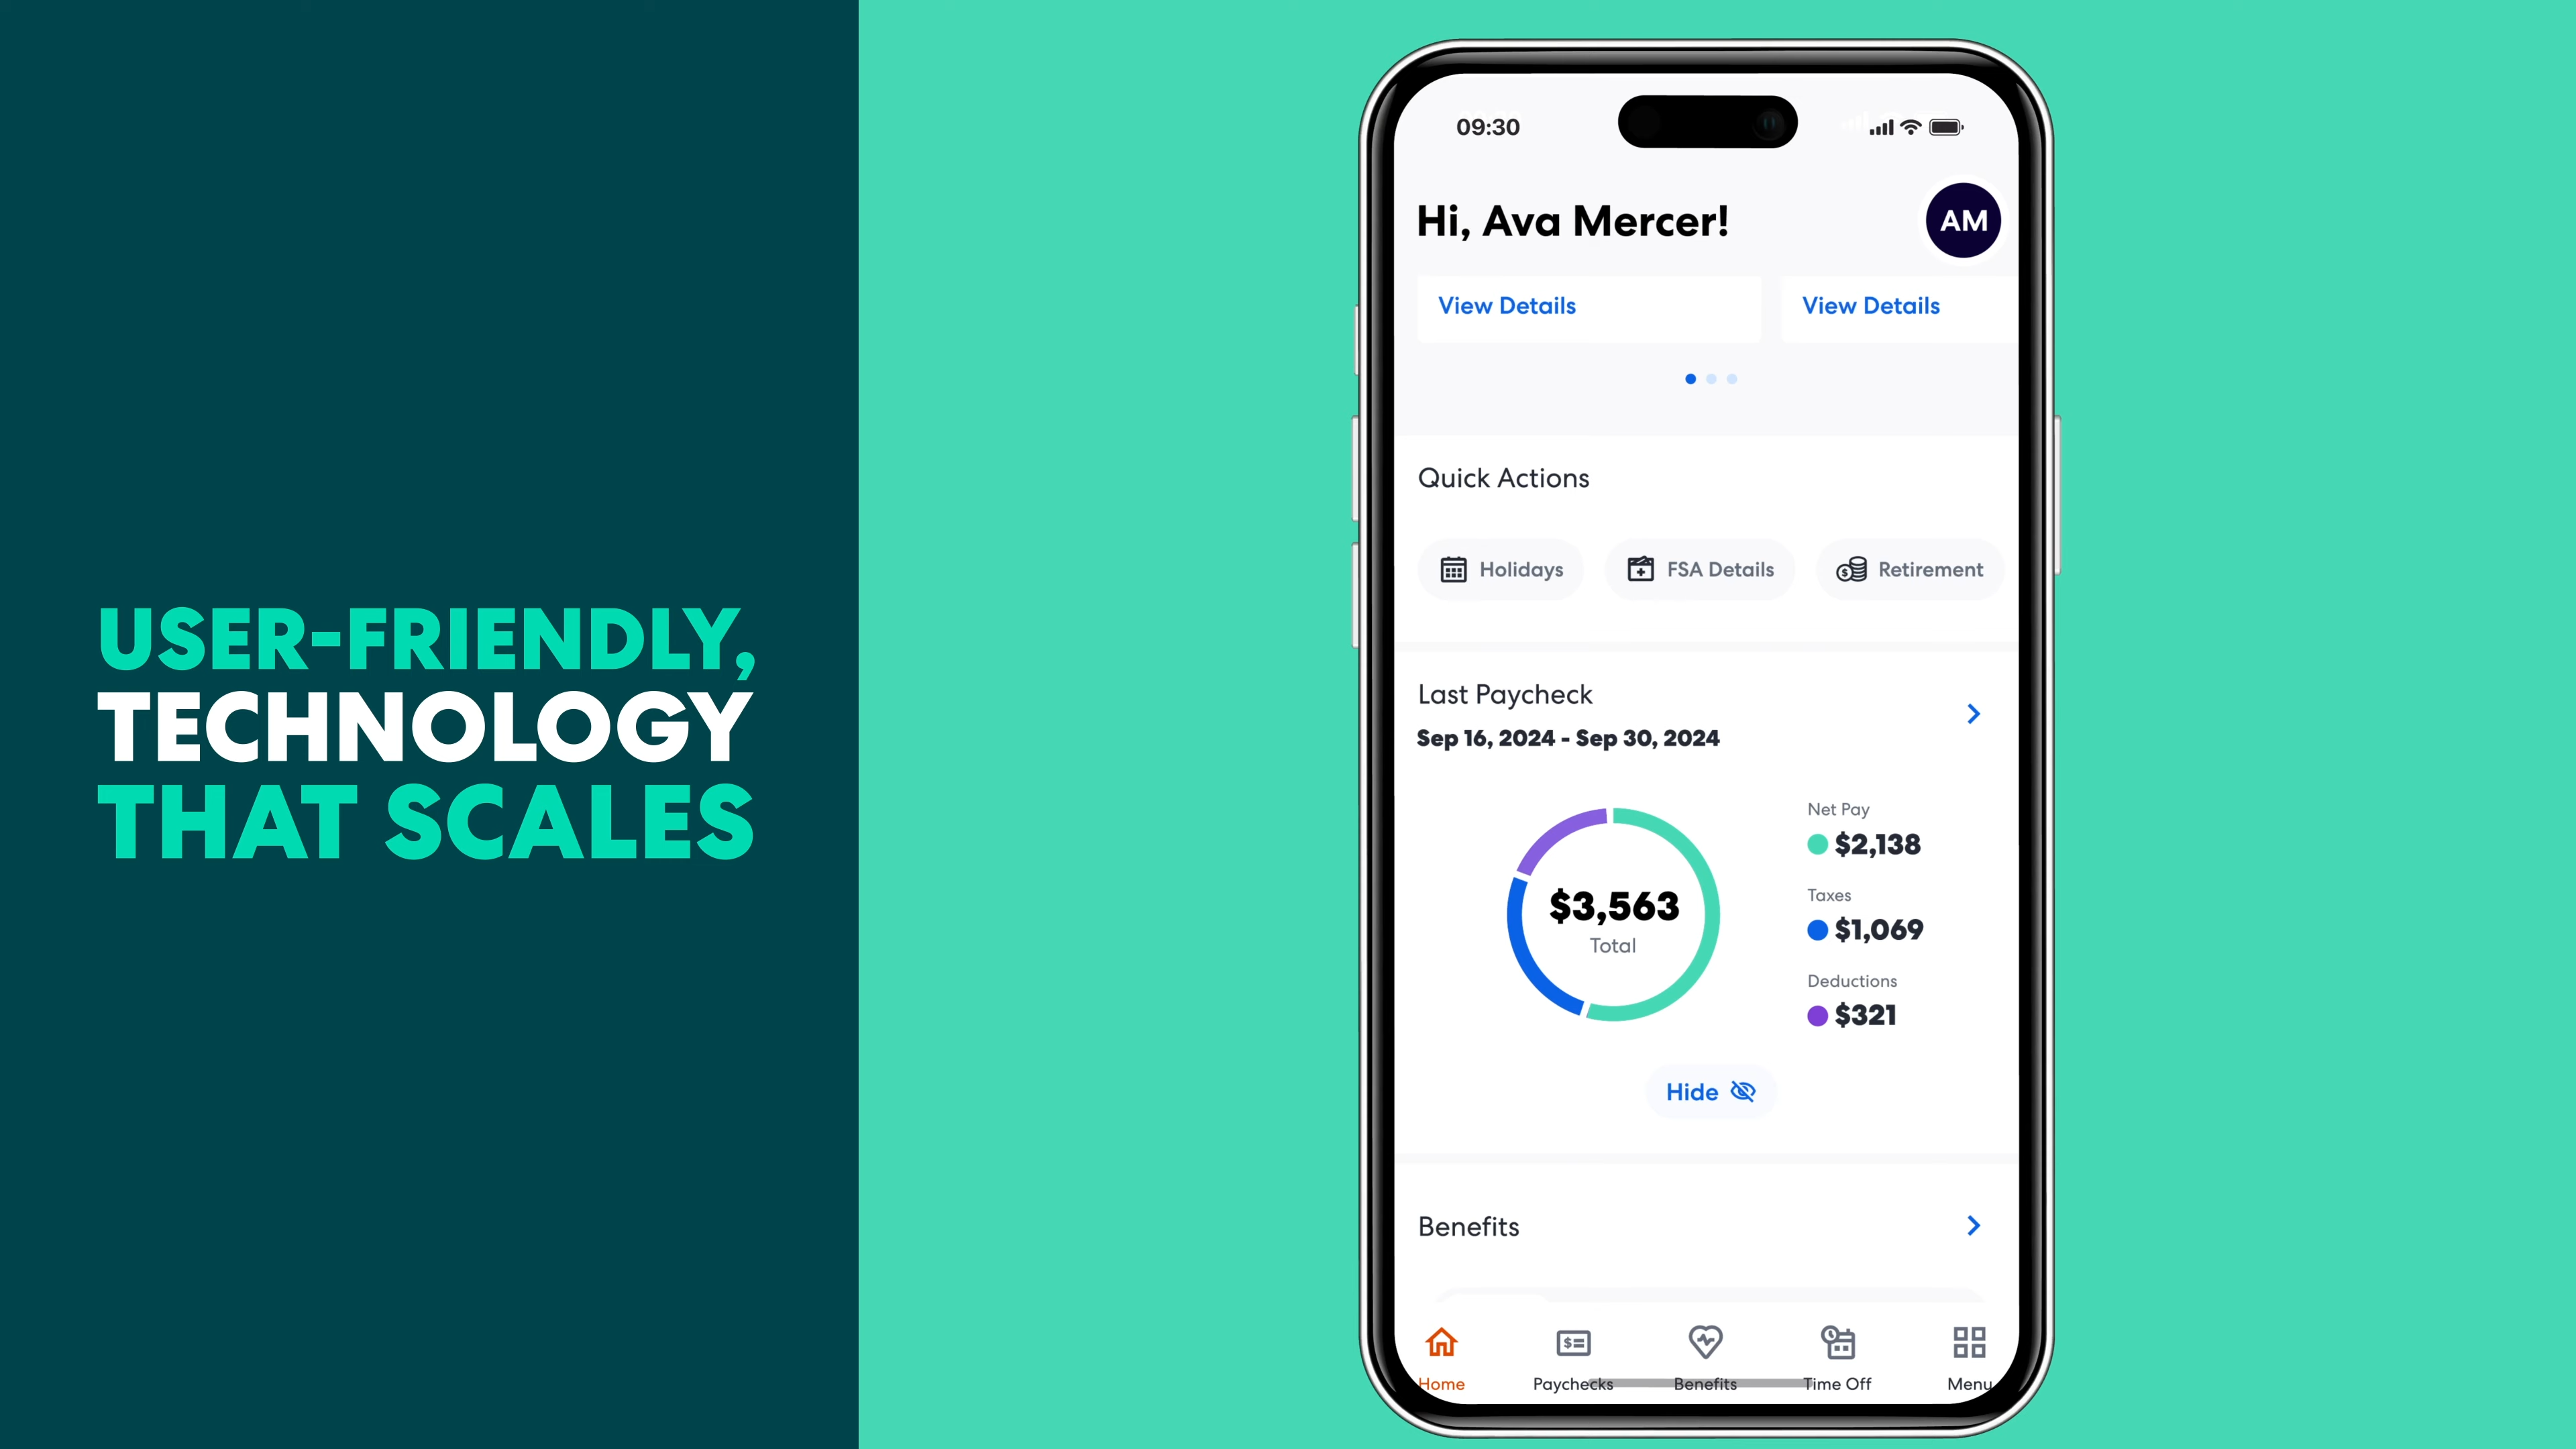 USER-FRIENDLY,
TECHNOLOGY
THAT SCALES
09:30
Hi, Ava Mercer!
AM
View Details
View Details
Quick Actions
Holidays
FSA Details
Retirement
Last Paycheck
Sep 16, 2024 - Sep 30, 2024
$3,563
Total
Net Pay
$2,138
Taxes
$1,069
Deductions
$321
Hide
Benefits
Home
Paychecks
Benefits
Time Off
Menu